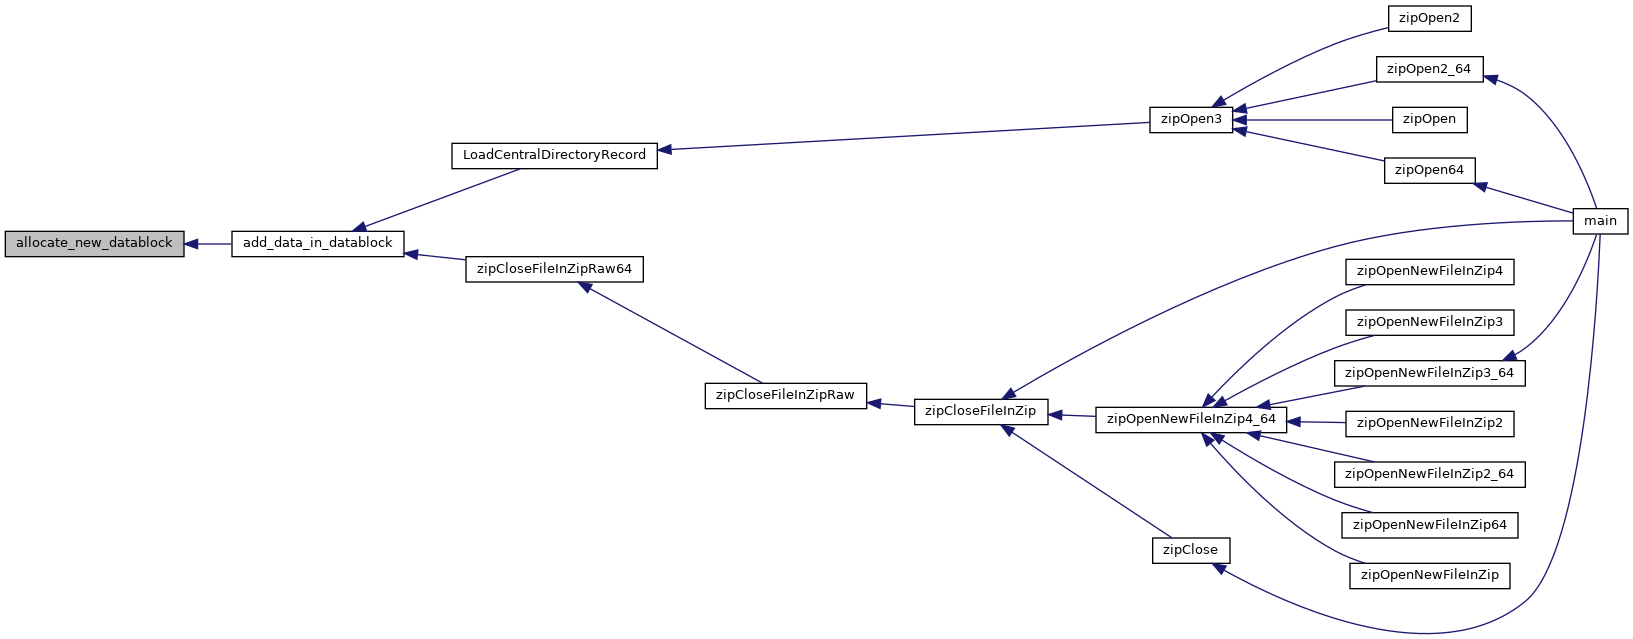 zipOpen2
zipOpen2_64
zipOpen3
zipOpen
LoadCentralDirectoryRecord
zipOpen64
main
allocate_new_datablock
add_data_in_datablock
zipCloseFileInZipRaw64
zipOpenNewFileInZip4
zipOpenNewFileInZip3
zipOpenNewFileInZip3_64
zipCloseFileInZipRaw
zipCloseFileInZip
zipOpenNewFileInZip4_64
zipOpenNewFileInZip2
zipOpenNewFileInZip2_64
zipOpenNewFileInZip64
zipClose
zipOpenNewFileInZip